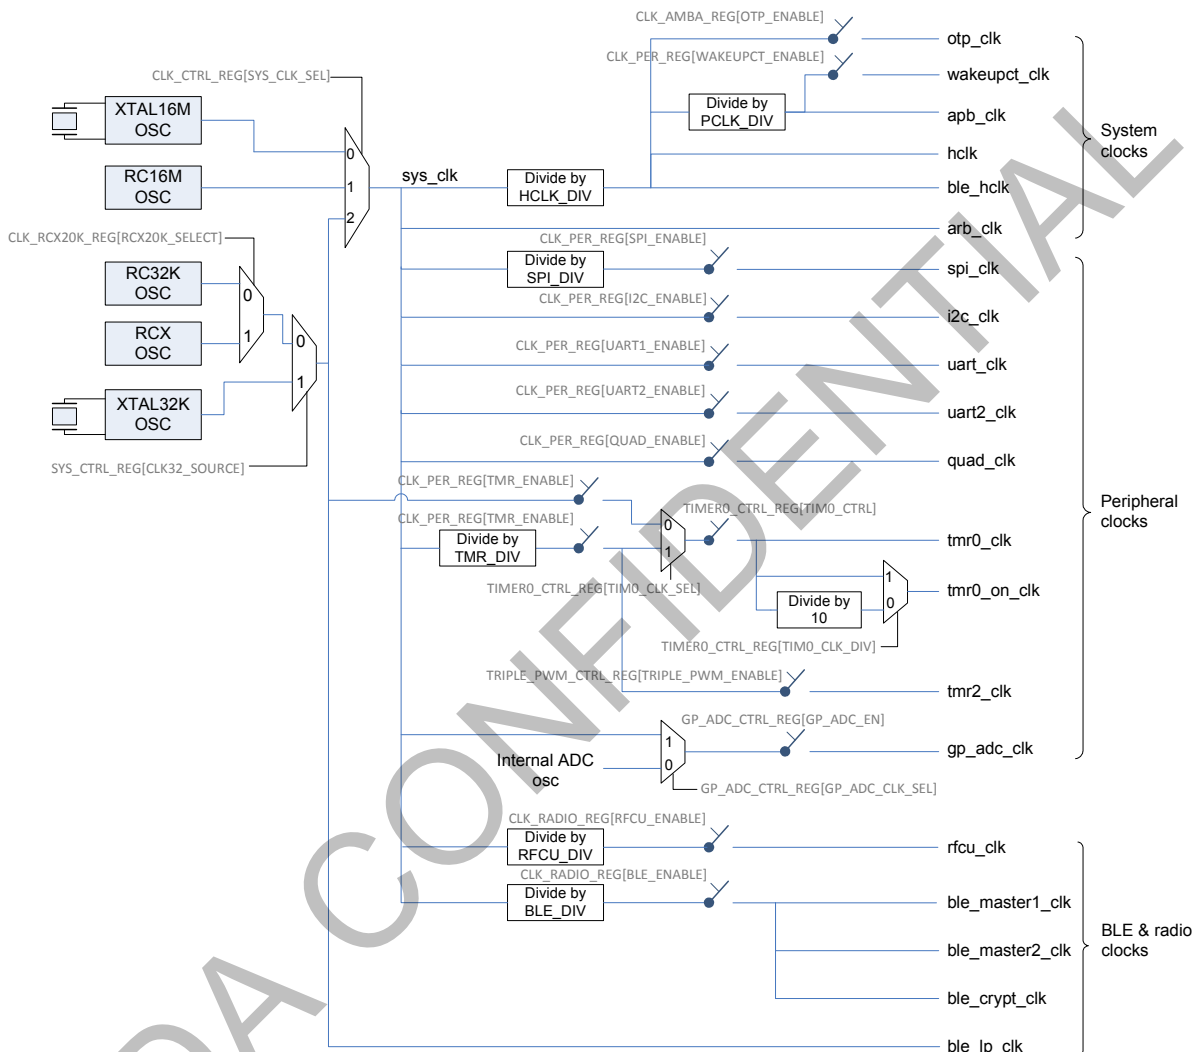 CLK_AMBA_REG[OTP_ENABLE]
otp_clk
CLK_PER_REG[WAKEUPCT_ENABLE]
wakeupct_clk
CLK_CTRL_REG[SYS_CLK_SEL]
XTAL16M
OSC
Divide by
PCLK_DIV
apb_clk
System
clocks
0
hclk
RC16M
OSC
1
sys_clk
Divide by
HCLK_DIV
ble_hclk
2
arb_clk
CLK_RCX20K_REG[RCX20K_SELECT]
CLK_PER_REG[SPI_ENABLE]
RC32K
OSC
Divide by
SPI_DIV
spi_clk
0
CLK_PER_REG[I2C_ENABLE]
i2c_clk
RCX
OSC
1
0
CLK_PER_REG[UART1_ENABLE]
uart_clk
1
XTAL32K
OSC
CLK_PER_REG[UART2_ENABLE]
uart2_clk
CLK_PER_REG[QUAD_ENABLE]
quad_clk
SYS_CTRL_REG[CLK32_SOURCE]
CLK_PER_REG[TMR_ENABLE]
Peripheral
clocks
TIMER0_CTRL_REG[TIM0_CTRL]
CLK_PER_REG[TMR_ENABLE]
0
Divide by
TMR_DIV
1
tmr0_clk
TIMER0_CTRL_REG[TIM0_CLK_SEL]
1
tmr0_on_clk
Divide by
10
0
TIMER0_CTRL_REG[TIM0_CLK_DIV]
TRIPLE_PWM_CTRL_REG[TRIPLE_PWM_ENABLE]
tmr2_clk
GP_ADC_CTRL_REG[GP_ADC_EN]
1
gp_adc_clk
Internal ADC
osc
0
GP_ADC_CTRL_REG[GP_ADC_CLK_SEL]
CLK_RADIO_REG[RFCU_ENABLE]
Divide by
RFCU_DIV
rfcu_clk
CLK_RADIO_REG[BLE_ENABLE]
Divide by
BLE_DIV
ble_master1_clk
BLE & radio
clocks
ble_master2_clk
ble_crypt_clk
ble_lp_clk
DA CONFIDENTIAL